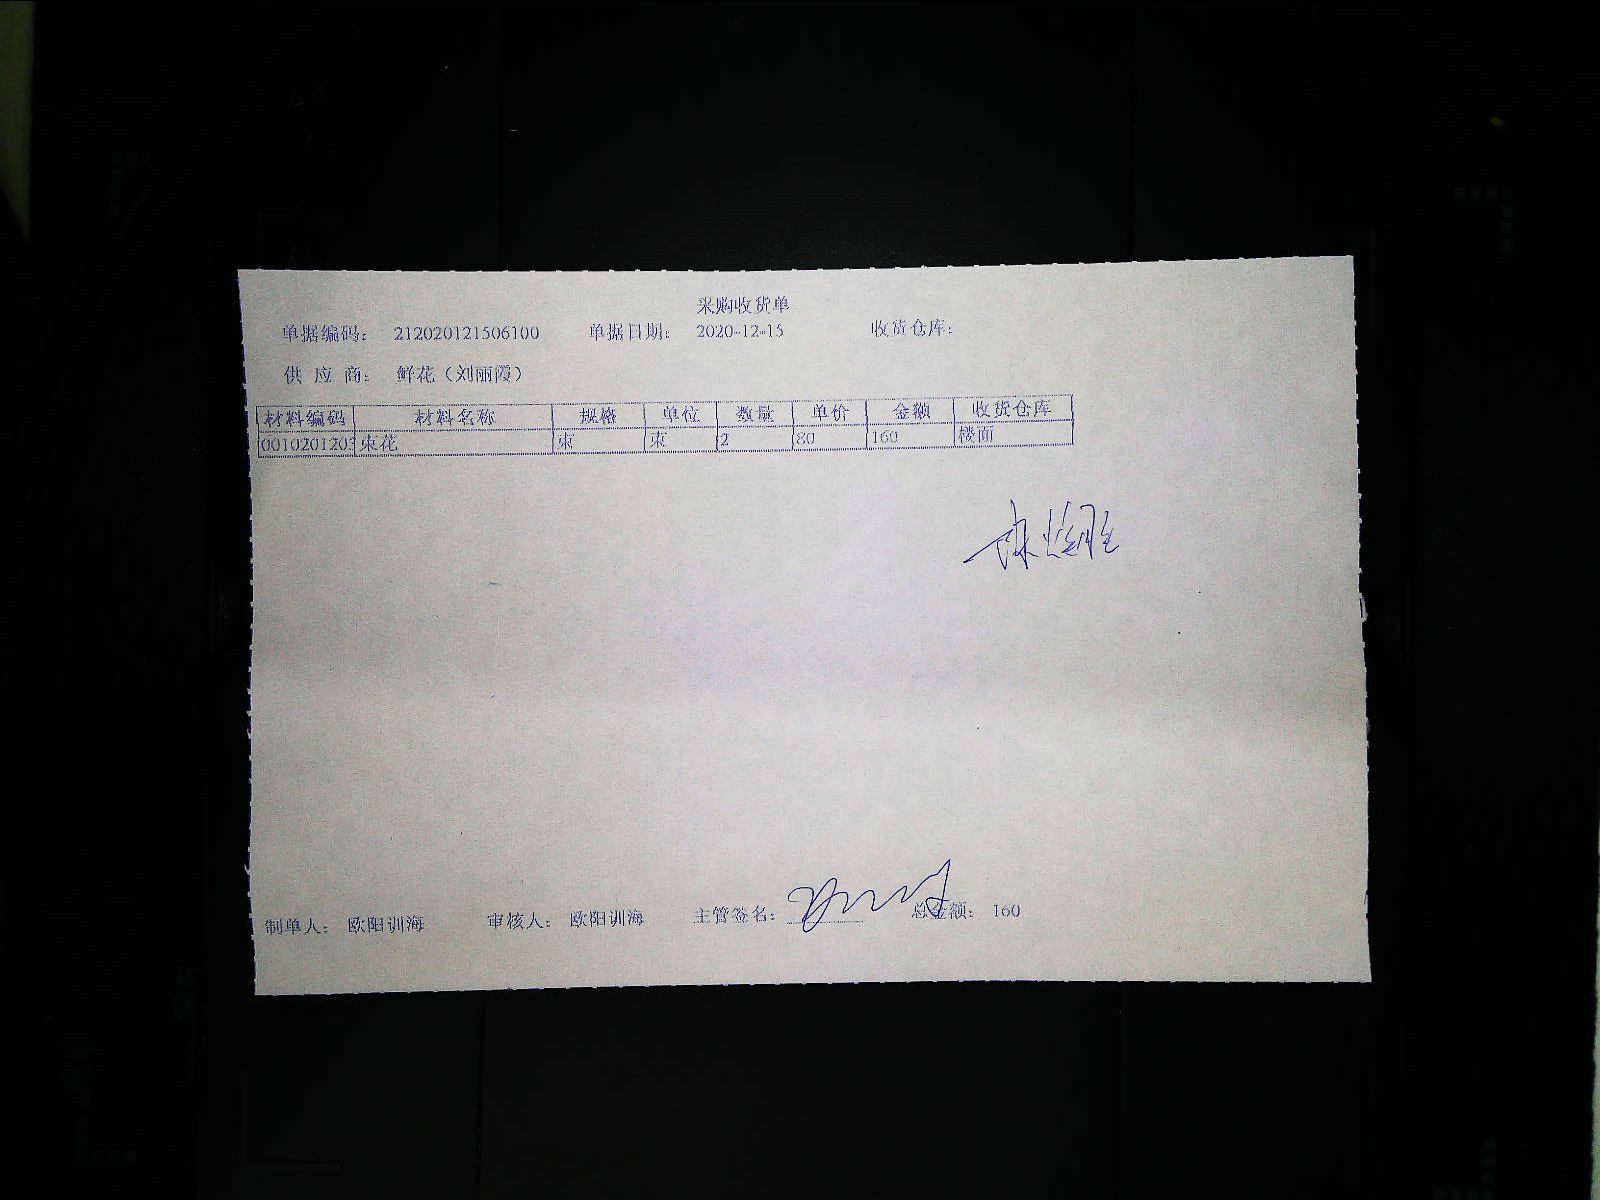 采购收货单
单据编码： 212020121506100 单据日期： 2020-12-15 收货仓库：
供 应 商： 鲜花（刘丽霞）
材料编码 材料名称 规格 单位 数量 单价 金额 收货仓库
0010201203 束花 束 束 2 80 160 楼面
制单人： 欧阳训海 审核人： 欧阳训海 主管签名： 总金额： 160